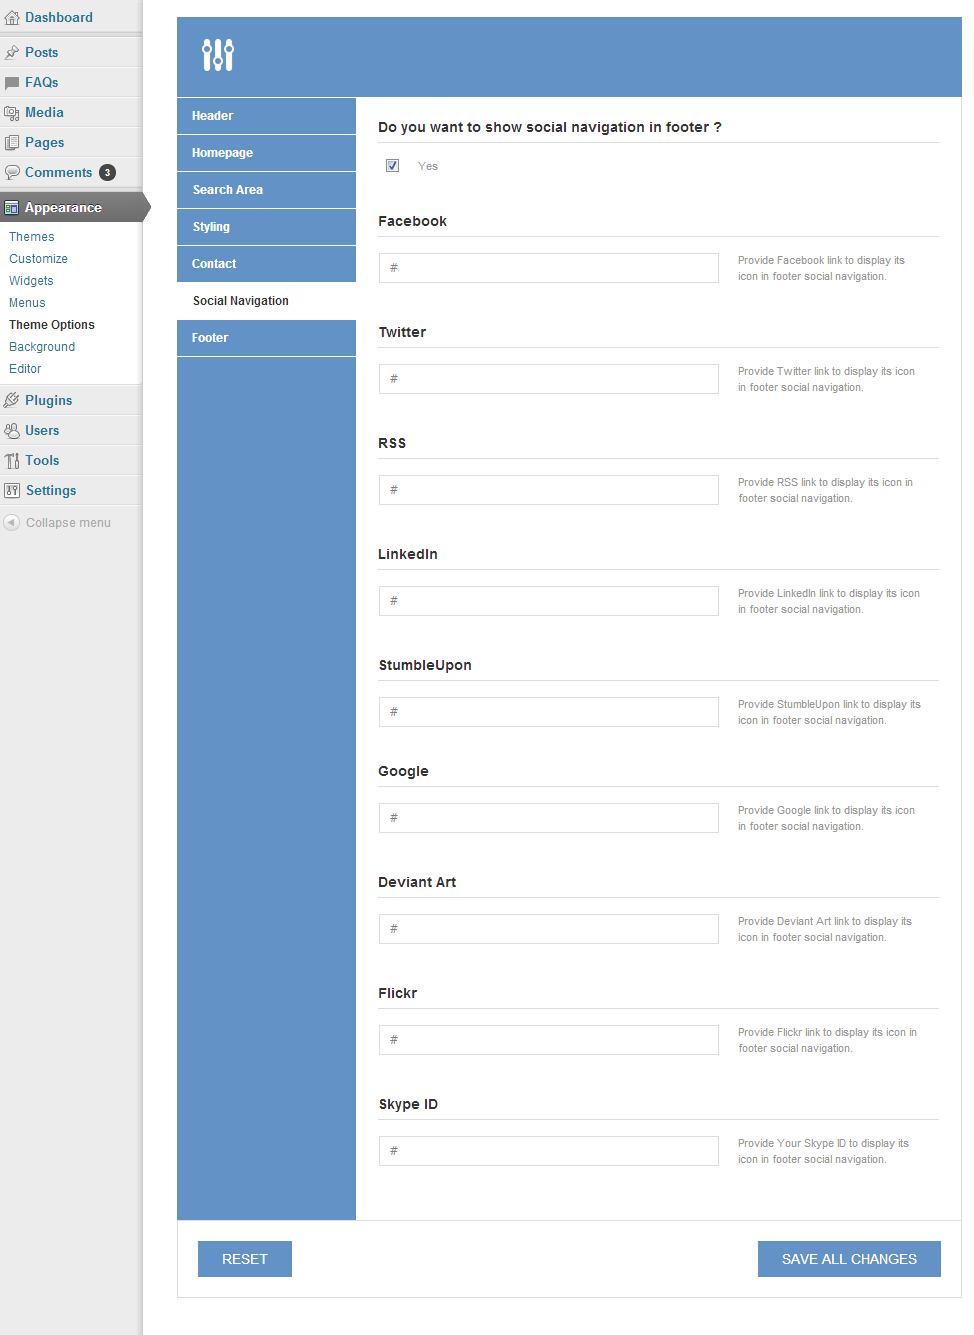 Dashboard
Posts
FAQs
Media
Pages
Comments 3
Appearance
Themes
Customize
Widgets
Menus
Theme Options
Background
Editor
Plugins
Users
Tools
Settings
Collapse menu
Header
Homepage
Search Area
Styling
Contact
Social Navigation
Footer
Do you want to show social navigation in footer ?
Yes
Facebook
#
Provide Facebook link to display its
icon in footer social navigation.
Twitter
#
Provide Twitter link to display its icon
in footer social navigation.
RSS
#
Provide RSS link to display its icon in
footer social navigation.
LinkedIn
#
Provide LinkedIn link to display its icon
in footer social navigation.
StumbleUpon
#
Provide StumbleUpon link to display its
icon in footer social navigation.
Google
#
Provide Google link to display its icon
in footer social navigation.
Deviant Art
#
Provide Deviant Art link to display its
icon in footer social navigation.
Flickr
#
Provide Flickr link to display its icon in
footer social navigation.
Skype ID
#
Provide Your Skype ID to display its
icon in footer social navigation.
RESET
SAVE ALL CHANGES